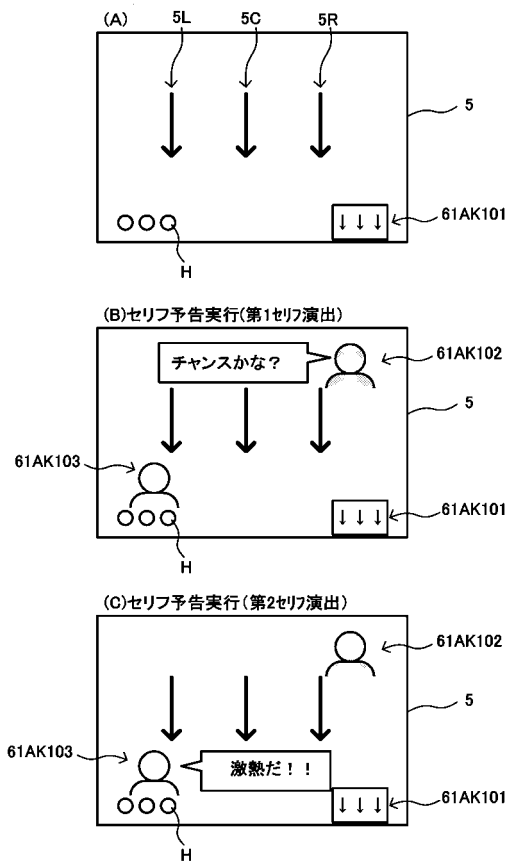 (A)
5L 5C 5R
5
61AK101
↓ ↓ ↓
H
(B)セリフ予告実行(第1セリフ演出)
チャンスかな？
61AK102
5
61AK103
61AK101
↓ ↓ ↓
H
(C)セリフ予告実行(第2セリフ演出)
61AK102
5
61AK103
激熱だ！！
61AK101
↓ ↓ ↓
H